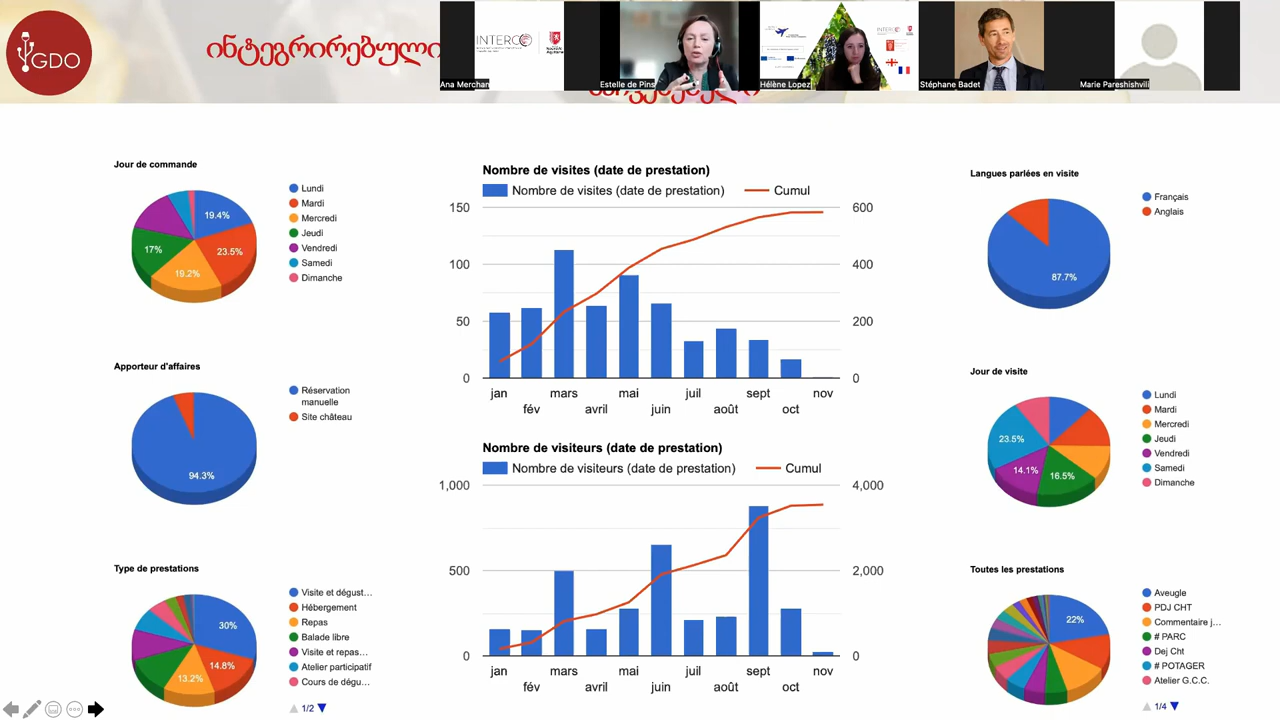 GDO
ინტეგრირებული
INTERCO
Ana Merchan
Estelle de Pins
Hélène Lopez
Stéphane Badet
Marie Pareshishvili
Jour de commande
19.4%
23.5%
19.2%
17%
Lundi
Mardi
Mercredi
Jeudi
Vendredi
Samedi
Dimanche
Apporteur d'affaires
94.3%
Réservation
manuelle
Site château
Type de prestations
30%
14.8%
13.2%
Visite et dégust...
Hébergement
Repas
Balade libre
Visite et repas...
Atelier participatif
Cours de dégu...
1/2
Nombre de visites (date de prestation)
Nombre de visites (date de prestation)
Cumul
150 600
100 400
50 200
0 0
jan fév mars avril mai juin juil août sept oct nov
Nombre de visiteurs (date de prestation)
Nombre de visiteurs (date de prestation)
Cumul
1,000 4,000
500 2,000
0 0
jan fév mars avril mai juin juil août sept oct nov
Langues parlées en visite
87.7%
Français
Anglais
Jour de visite
23.5%
14.1%
16.5%
Lundi
Mardi
Mercredi
Jeudi
Vendredi
Samedi
Dimanche
Toutes les prestations
22%
Aveugle
PDJ CHT
Commentaire j...
# PARC
Dej Cht
# POTAGER
Atelier G.C.C.
1/4